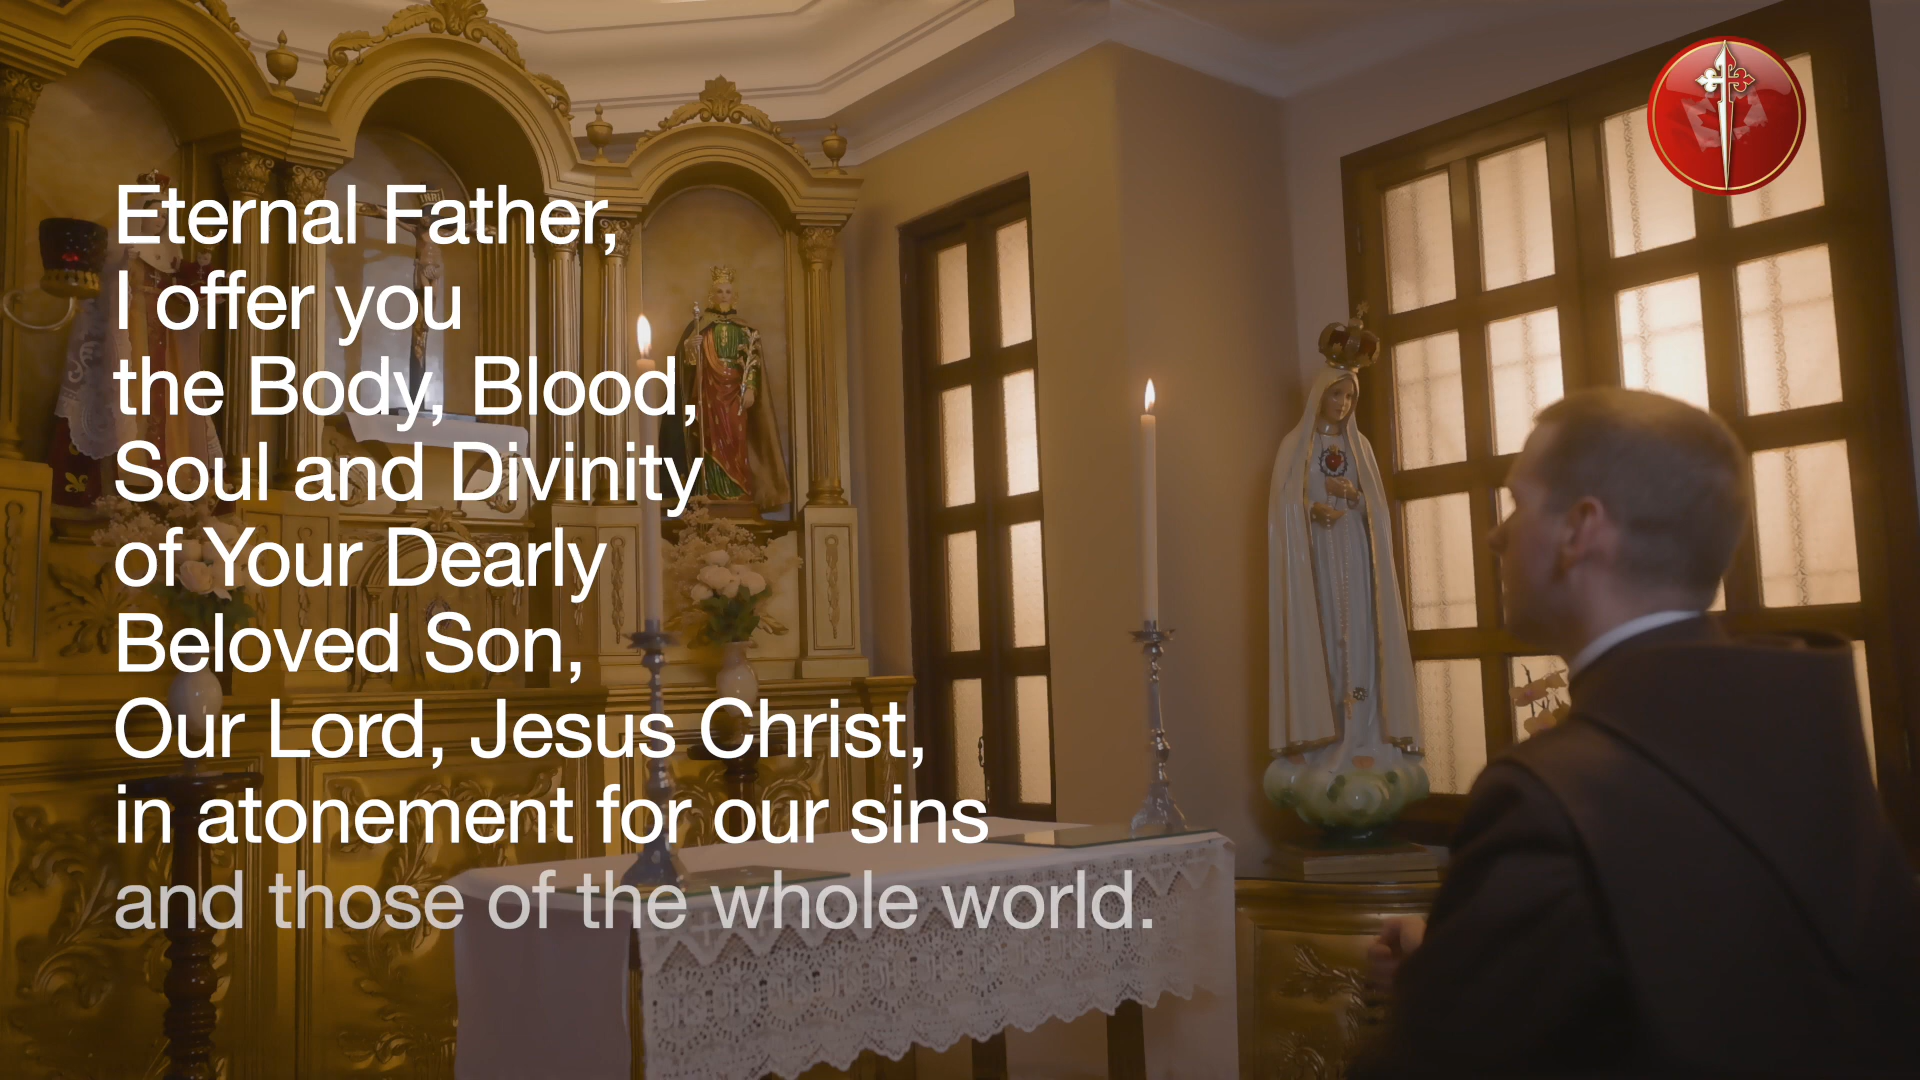 Eternal Father,
I offer you
the Body, Blood,
Soul and Divinity
of Your Dearly
Beloved Son,
Our Lord, Jesus Christ,
in atonement for our sins
and those of the whole world.